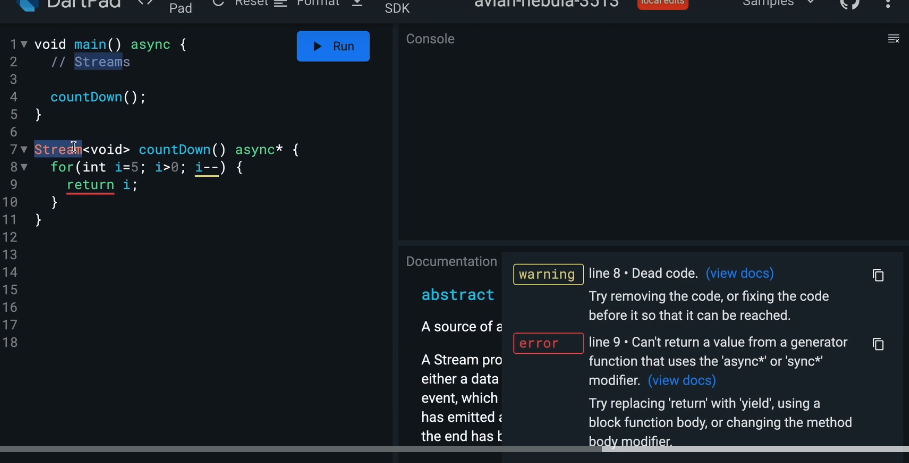 DartPad <> Pad Reset Format SDK avian-nebula-3513 local edits Samples
1 void main() async { Run
2 // Streams
3
4 countDown();
5 }
6
7 Stream<void> countDown() async* {
8 for(int i=5; i>0; i--) {
9 return i;
10 }
11 }
12
13
14
15
16
17
18
Console
Documentation
abstract
A source of a
A Stream pro
either a data
event, which
has emitted a
the end has b
warning line 8 • Dead code. (view docs)
Try removing the code, or fixing the code
before it so that it can be reached.
error line 9 • Can't return a value from a generator
function that uses the 'async*' or 'sync*'
modifier. (view docs)
Try replacing 'return' with 'yield', using a
block function body, or changing the method
body modifier.